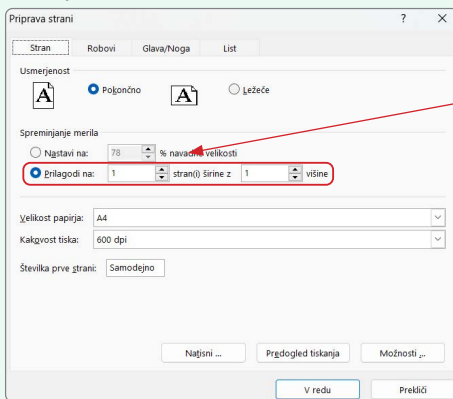 Priprava strani ? X
Stran Robovi Glava/Noga List
Usmerjenost
A Pokončno A Ležeče
Spreminjanje merila
Nastavi na: 78 % navadne velikosti
Prilagodi na: 1 stran(i) širine z 1 višine
Velikost papirja: A4
Kakovost tiska: 600 dpi
Številka prve strani: Samodejno
Natisni ... Predogled tiskanja Možnosti ...
V redu Prekliči